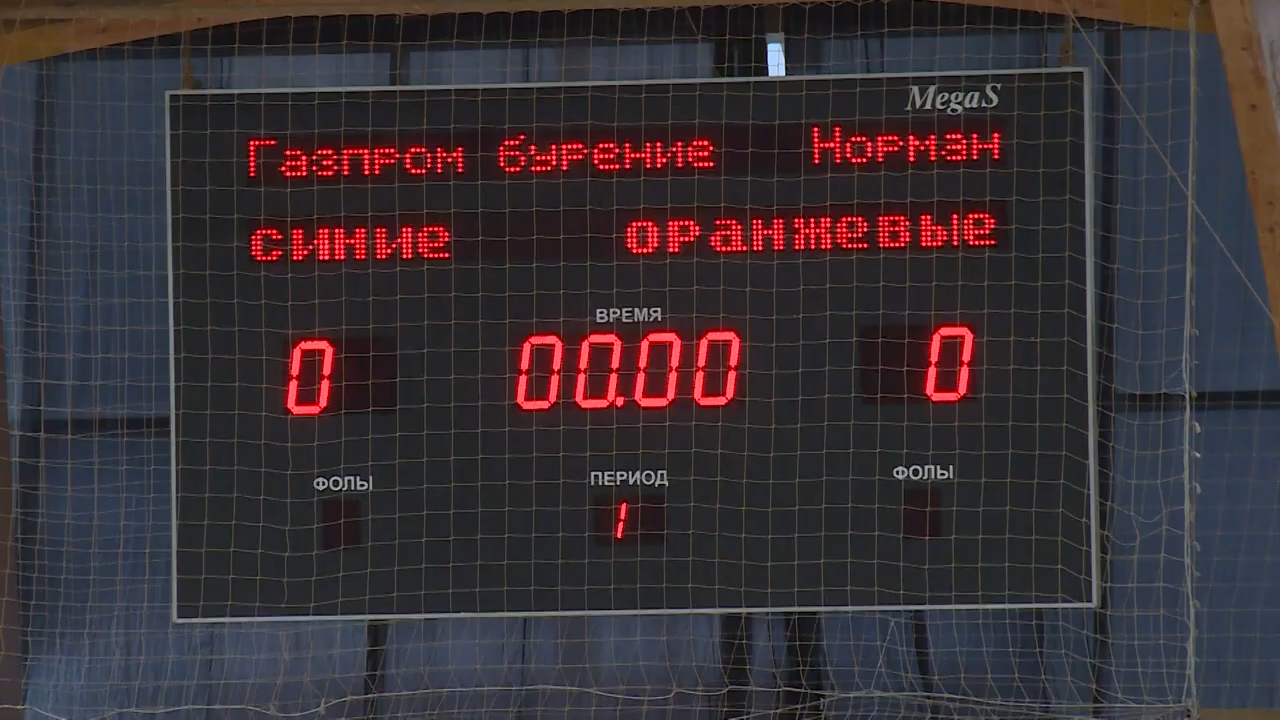 MegaS
Газпром бурение Норман
синие оранжевые
ВРЕМЯ
0 00.00 0
ФОЛЫ ПЕРИОД ФОЛЫ
1